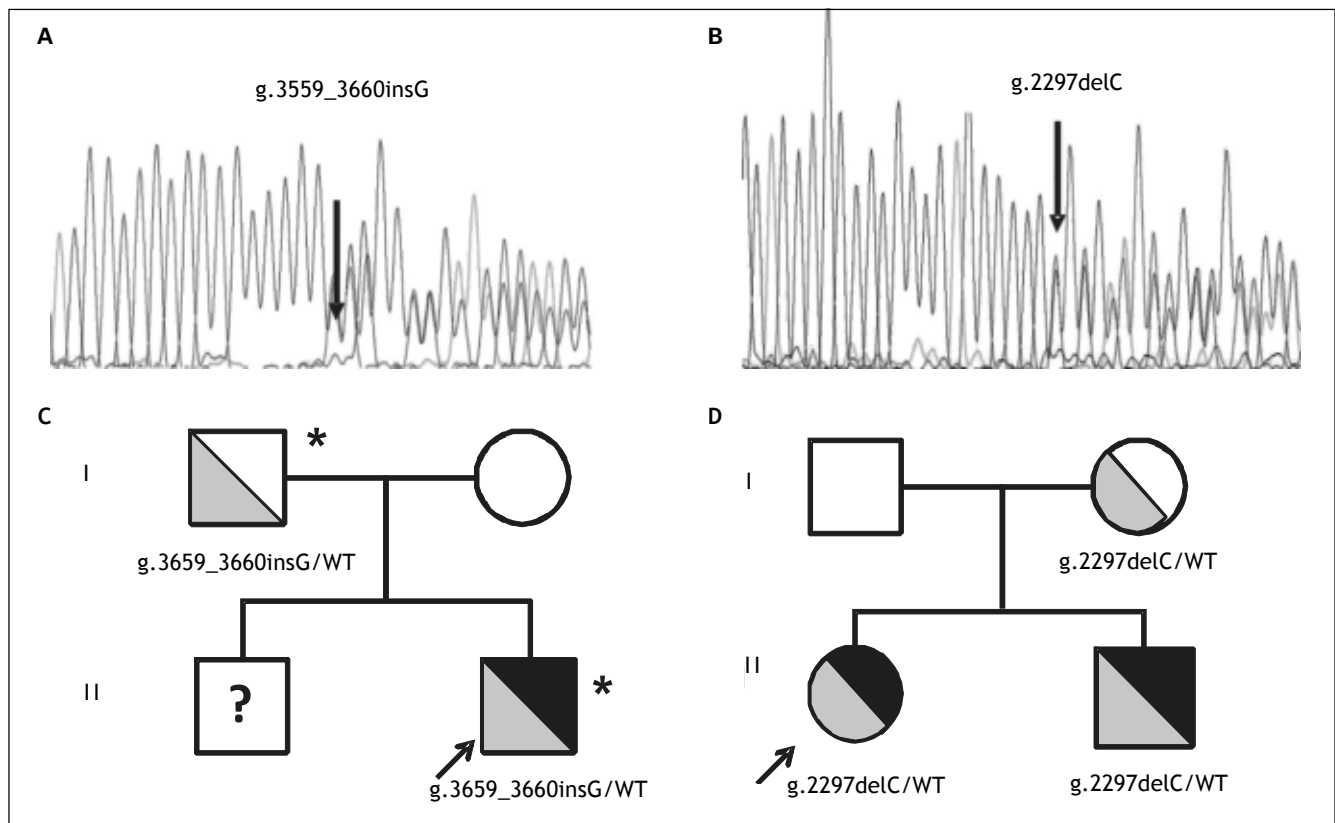 A
B
g.3559_3660insG
g.2297delC
C
D
I
*
I
g.3659_3660insG/WT
g.2297delC/WT
II
?
*
II
g.3659_3660insG/WT
g.2297delC/WT
g.2297delC/WT